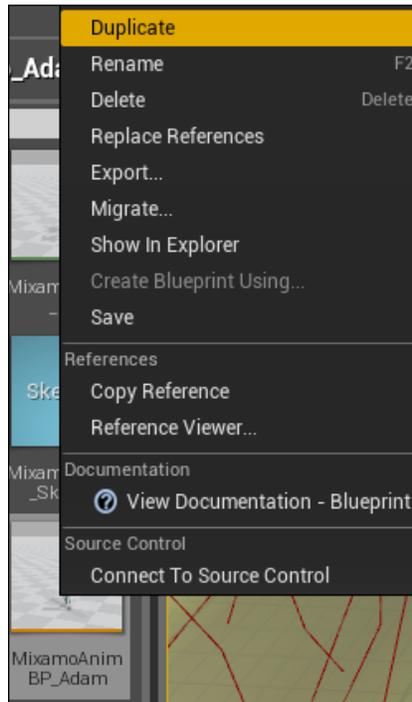 Duplicate
_Ada
Rename F2
Delete Delete
Replace References
Export...
Migrate...
Show In Explorer
Mixam
Create Blueprint Using...
_
Save
References
Ske
Copy Reference
Reference Viewer...
Mixam
Documentation
_Sk
View Documentation - Blueprint
Source Control
Connect To Source Control
MixamoAnim
BP_Adam